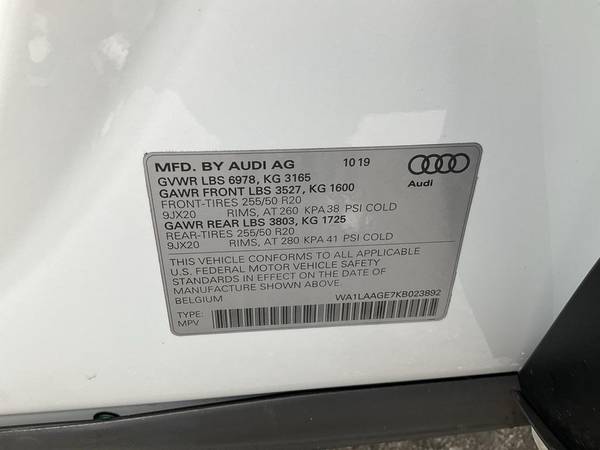 MFD. BY AUDI AG 10 19
Audi
GVWR LBS 6978, KG 3165
GAWR FRONT LBS 3527, KG 1600
FRONT-TIRES 255/50 R20
9JX20 RIMS, AT 260 KPA 38 PSI COLD
GAWR REAR LBS 3803, KG 1725
REAR-TIRES 255/50 R20
9JX20 RIMS, AT 280 KPA 41 PSI COLD
THIS VEHICLE CONFORMS TO ALL APPLICABLE
U.S. FEDERAL MOTOR VEHICLE SAFETY
STANDARDS IN EFFECT ON THE DATE OF
MANUFACTURE SHOWN ABOVE.
BELGIUM WA1LAAGE7KB023892
TYPE:
MPV